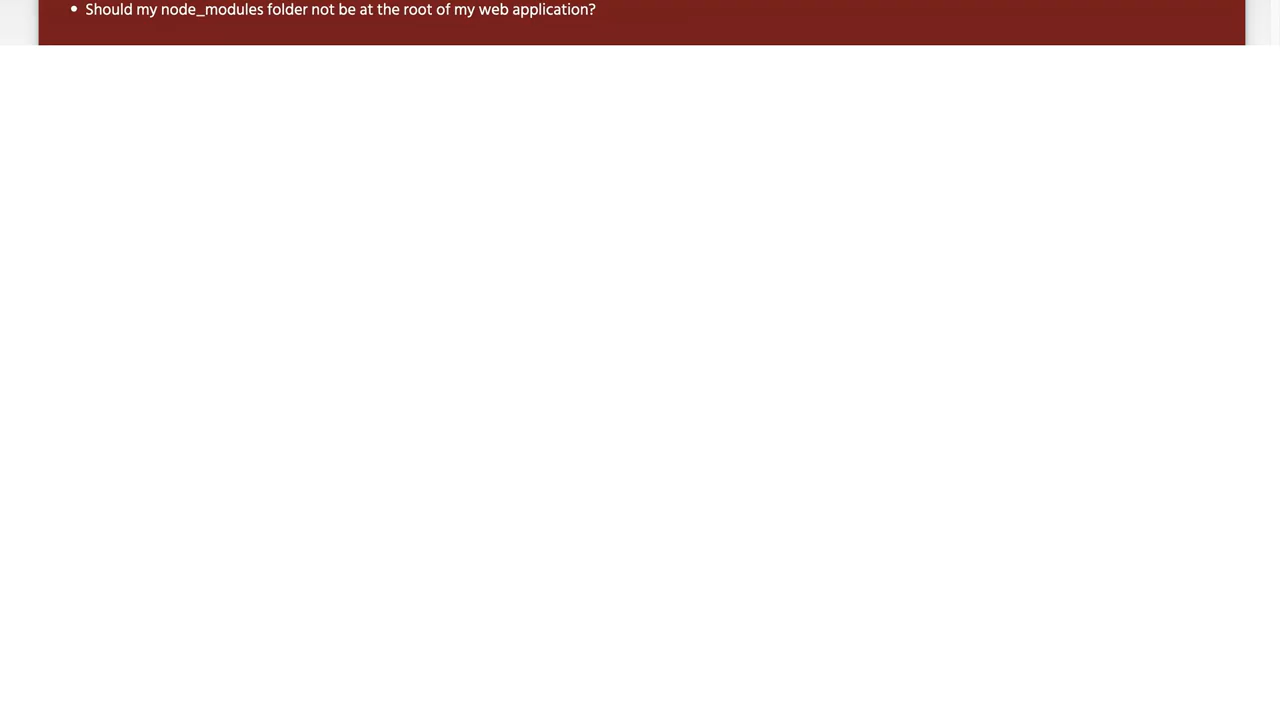 • Should my node_modules folder not be at the root of my web application?